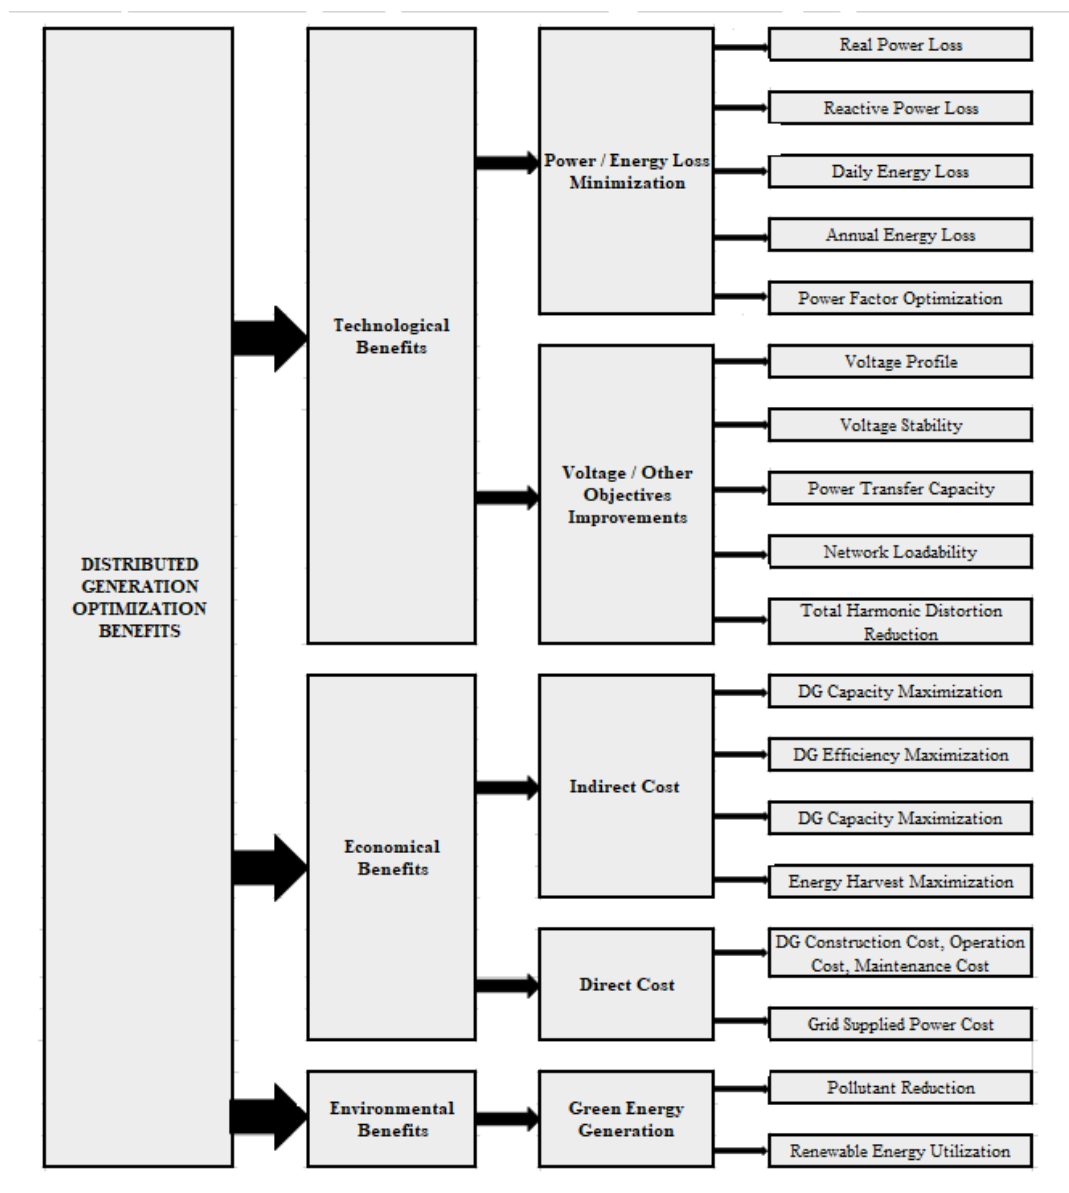 DISTRIBUTED
GENERATION
OPTIMIZATION
BENEFITS
Technological
Benefits
Power / Energy Loss
Minimization
Real Power Loss
Reactive Power Loss
Daily Energy Loss
Annual Energy Loss
Power Factor Optimization
Voltage / Other
Objectives
Improvements
Voltage Profile
Voltage Stability
Power Transfer Capacity
Network Loadability
Total Harmonic Distortion
Reduction
Economical
Benefits
Indirect Cost
DG Capacity Maximization
DG Efficiency Maximization
DG Capacity Maximization
Energy Harvest Maximization
Direct Cost
DG Construction Cost, Operation
Cost, Maintenance Cost
Grid Supplied Power Cost
Environmental
Benefits
Green Energy
Generation
Pollutant Reduction
Renewable Energy Utilization